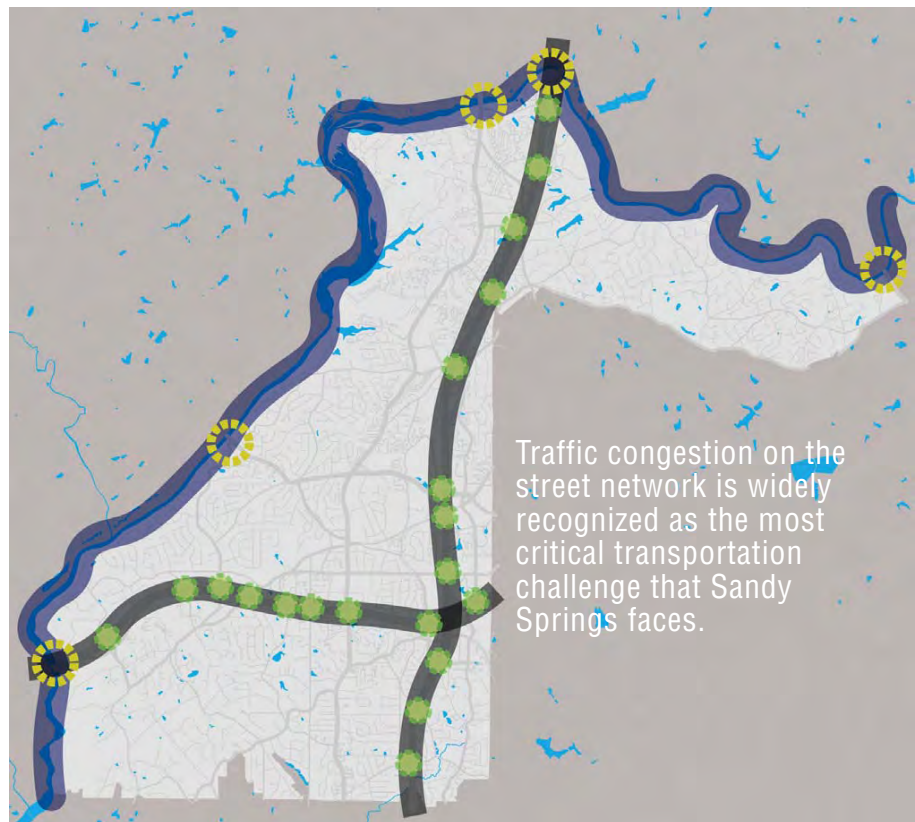 Traffic congestion on the
street network is widely
recognized as the most
critical transportation
challenge that Sandy
Springs faces.